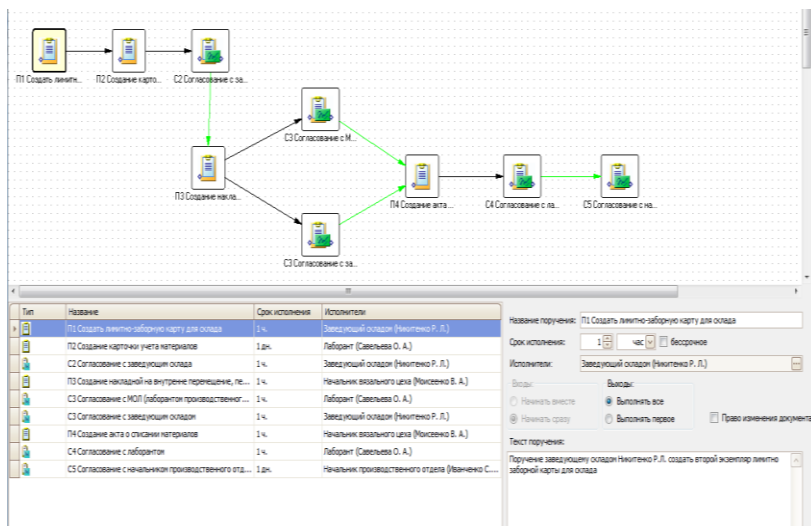 П1 Создать лимитн...
П2 Создание карто...
С2 Согласование с за...
С3 Согласование с М...
П3 Создание накла...
П4 Создание акта ...
С4 Согласование с ла...
С5 Согласование с на...
С3 Согласование с за...
Тип Название Срок исполнения Исполнители
П1 Создать лимитно-заборную карту для склада 1 ч. Заведующий складом (Никитенко Р. Л.)
П2 Создание карточки учета материалов 1 дн. Лаборант (Савельева О. А.)
С2 Согласование с заведующим складом 1 ч. Заведующий складом (Никитенко Р. Л.)
П3 Создание накладной на внутренне перемещение, пе... 1 ч. Начальник вязального цеха (Моисеенко В. А.)
С3 Согласование с МОЛ (лаборантом производственног... 1 ч. Лаборант (Савельева О. А.)
С3 Согласование с заведующим складом 1 ч. Заведующий складом (Никитенко Р. Л.)
П4 Создание акта о списании материалов 1 ч. Начальник вязального цеха (Моисеенко В. А.)
С4 Согласование с лаборантом 1 ч. Лаборант (Савельева О. А.)
С5 Согласование с начальником производственного отд... 1 дн. Начальник производственного отдела (Иванченко С....
Название поручения: П1 Создать лимитно-заборную карту для склада
Срок исполнения: 1 час бессрочное
Исполнители: Заведующий складом (Никитенко Р. Л.)
Входы: Выходы:
Начинать вместе Выполнять все
Начинать сразу Выполнять первое Право изменения документа
Текст поручения:
Поручение заведующему складом Никитенко Р.Л. создать второй экземпляр лимитно
заборной карты для склада